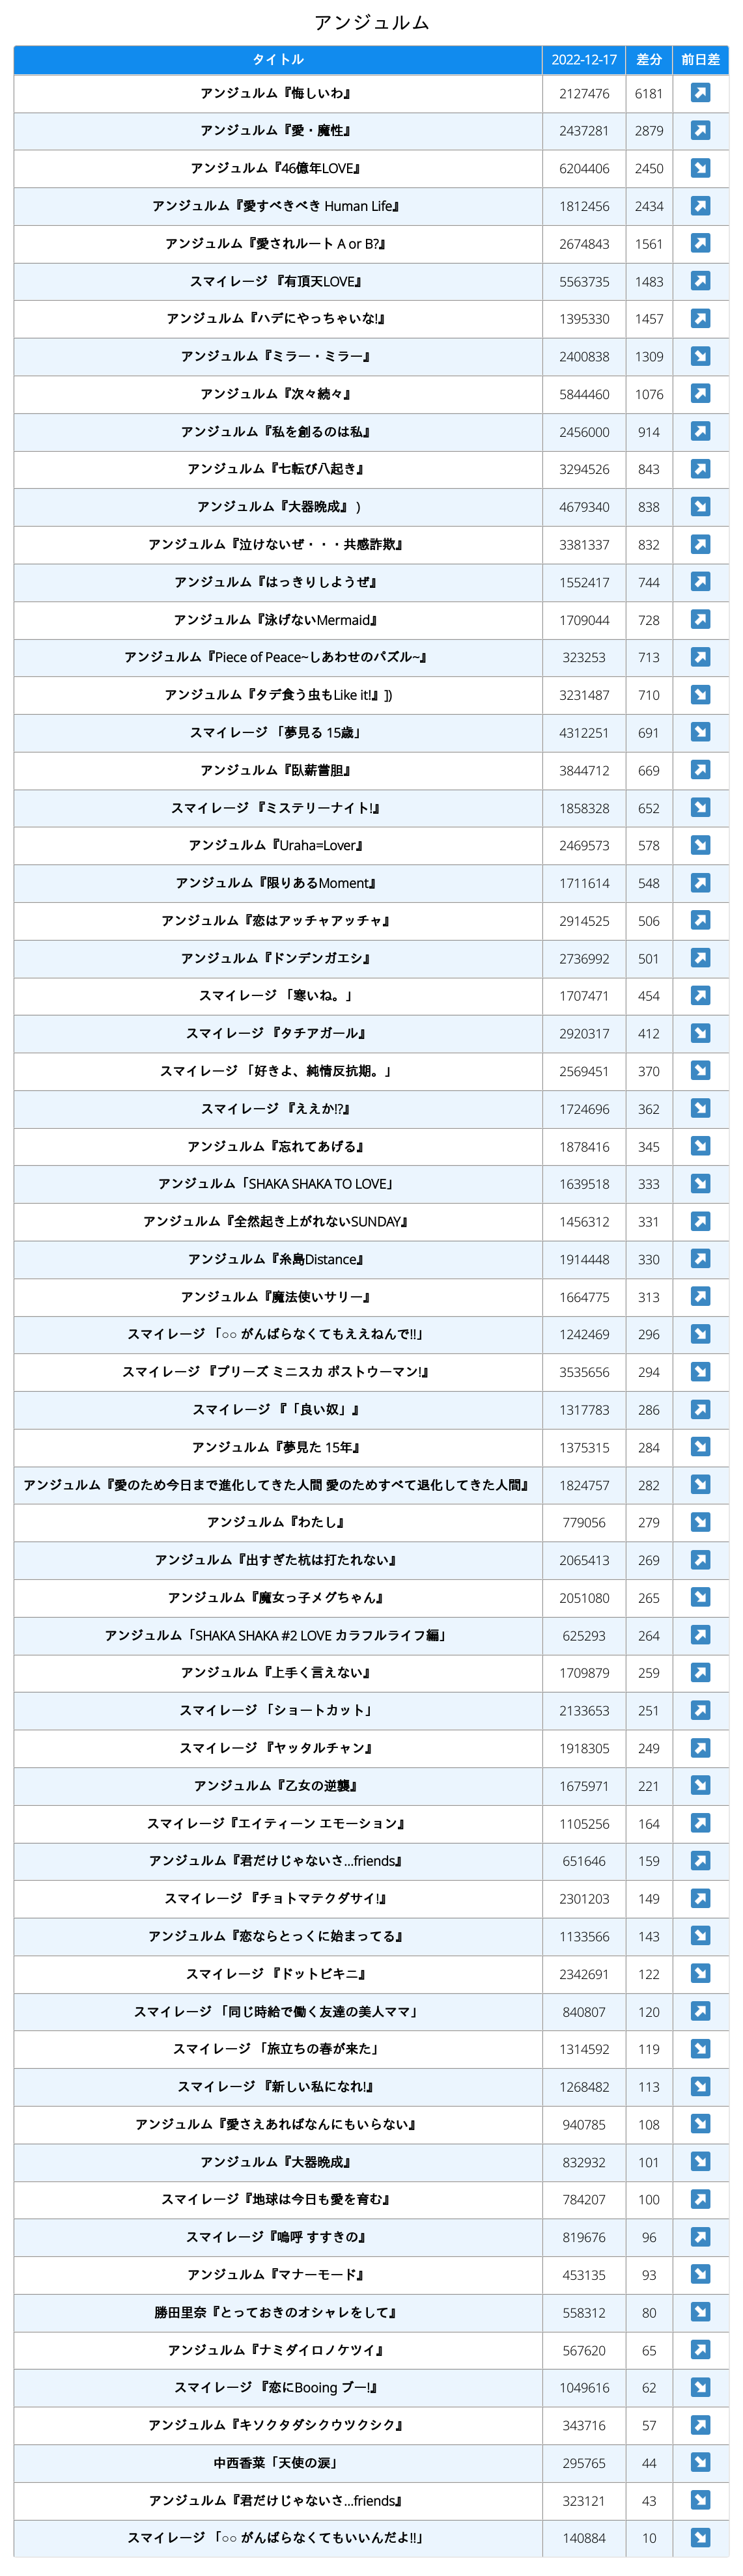 アンジュルム
タイトル 2022-12-17 差分 前日差
アンジュルム『悔しいわ』 2127476 6181 ↗
アンジュルム『愛・魔性』 2437281 2879 ↗
アンジュルム『46億年LOVE』 6204406 2450 ↘
アンジュルム『愛すべきべき Human Life』 1812456 2434 ↗
アンジュルム『愛されルート A or B?』 2674843 1561 ↗
スマイレージ 『有頂天LOVE』 5563735 1483 ↗
アンジュルム『ハデにやっちゃいな!』 1395330 1457 ↗
アンジュルム『ミラー・ミラー』 2400838 1309 ↘
アンジュルム『次々続々』 5844460 1076 ↗
アンジュルム『私を創るのは私』 2456000 914 ↗
アンジュルム『七転び八起き』 3294526 843 ↗
アンジュルム『大器晩成』 ) 4679340 838 ↘
アンジュルム『泣けないぜ・・・共感詐欺』 3381337 832 ↗
アンジュルム『はっきりしようぜ』 1552417 744 ↗
アンジュルム『泳げないMermaid』 1709044 728 ↗
アンジュルム『Piece of Peace~しあわせのパズル~』 323253 713 ↗
アンジュルム『タデ食う虫もLike it!』]) 3231487 710 ↘
スマイレージ 「夢見る 15歳」 4312251 691 ↘
アンジュルム『臥薪嘗胆』 3844712 669 ↗
スマイレージ 『ミステリーナイト!』 1858328 652 ↘
アンジュルム『Uraha=Lover』 2469573 578 ↘
アンジュルム『限りあるMoment』 1711614 548 ↗
アンジュルム『恋はアッチャアッチャ』 2914525 506 ↗
アンジュルム『ドンデンガエシ』 2736992 501 ↗
スマイレージ 「寒いね。」 1707471 454 ↗
スマイレージ 『タチアガール』 2920317 412 ↘
スマイレージ 「好きよ、純情反抗期。」 2569451 370 ↘
スマイレージ 『ええか!?』 1724696 362 ↘
アンジュルム『忘れてあげる』 1878416 345 ↘
アンジュルム「SHAKA SHAKA TO LOVE」 1639518 333 ↘
アンジュルム『全然起き上がれないSUNDAY』 1456312 331 ↗
アンジュルム『糸島Distance』 1914448 330 ↗
アンジュルム『魔法使いサリー』 1664775 313 ↗
スマイレージ 「○○ がんばらなくてもええねんで!!」 1242469 296 ↘
スマイレージ 『プリーズ ミニスカ ポストウーマン!』 3535656 294 ↘
スマイレージ 『「良い奴」』 1317783 286 ↗
アンジュルム『夢見た 15年』 1375315 284 ↘
アンジュルム『愛のため今日まで進化してきた人間 愛のためすべて退化してきた人間』 1824757 282 ↘
アンジュルム『わたし』 779056 279 ↘
アンジュルム『出すぎた杭は打たれない』 2065413 269 ↗
アンジュルム『魔女っ子メグちゃん』 2051080 265 ↘
アンジュルム「SHAKA SHAKA #2 LOVE カラフルライフ編」 625293 264 ↗
アンジュルム『上手く言えない』 1709879 259 ↗
スマイレージ 「ショートカット」 2133653 251 ↗
スマイレージ 『ヤッタルチャン』 1918305 249 ↗
アンジュルム『乙女の逆襲』 1675971 221 ↘
スマイレージ『エイティーン エモーション』 1105256 164 ↗
アンジュルム『君だけじゃないさ...friends』 651646 159 ↗
スマイレージ 『チョトマテクダサイ!』 2301203 149 ↗
アンジュルム『恋ならとっくに始まってる』 1133566 143 ↘
スマイレージ 『ドットビキニ』 2342691 122 ↘
スマイレージ 「同じ時給で働く友達の美人ママ」 840807 120 ↗
スマイレージ 「旅立ちの春が来た」 1314592 119 ↘
スマイレージ 『新しい私になれ!』 1268482 113 ↘
アンジュルム『愛さえあればなんにもいらない』 940785 108 ↘
アンジュルム『大器晩成』 832932 101 ↘
スマイレージ『地球は今日も愛を育む』 784207 100 ↗
スマイレージ『嗚呼 すすきの』 819676 96 ↗
アンジュルム『マナーモード』 453135 93 ↘
勝田里奈『とっておきのオシャレをして』 558312 80 ↘
アンジュルム『ナミダイロノケツイ』 567620 65 ↗
スマイレージ 『恋にBooing ブー!』 1049616 62 ↘
アンジュルム『キソクタダシクウツクシク』 343716 57 ↗
中西香菜「天使の涙」 295765 44 ↘
アンジュルム『君だけじゃないさ...friends』 323121 43 ↘
スマイレージ 「○○ がんばらなくてもいいんだよ!!」 140884 10 ↘